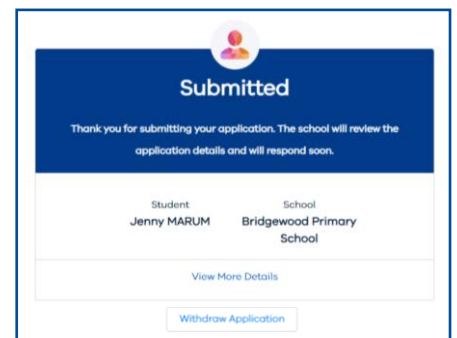 Submitted
Thank you for submitting your application. The school will review the
application details and will respond soon.
Student
School
Jenny MARUM
Bridgewood Primary
School
View More Details
Withdraw Application